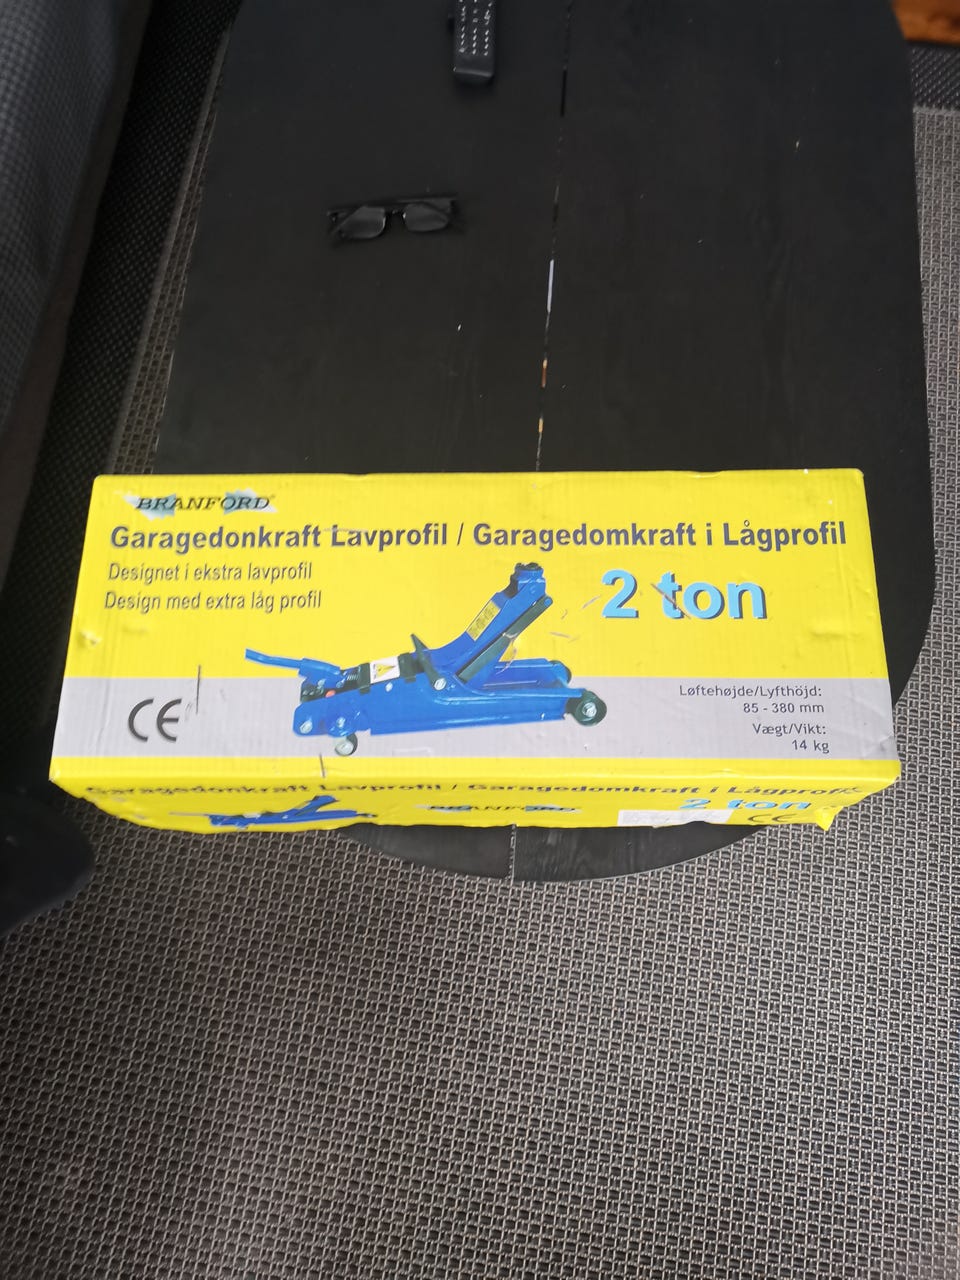 BRANFORD®
Garagedonkraft Lavprofil / Garagedomkraft i Lågprofil
Designet i ekstra lavprofil
Design med extra låg profil
2 ton
CE
Løftehøjde/Lyfthöjd:
85 - 380 mm
Vægt/Vikt:
14 kg
Garagedonkraft Lavprofil / Garagedomkraft i Lågprofil
BRANFORD
2 ton
CE